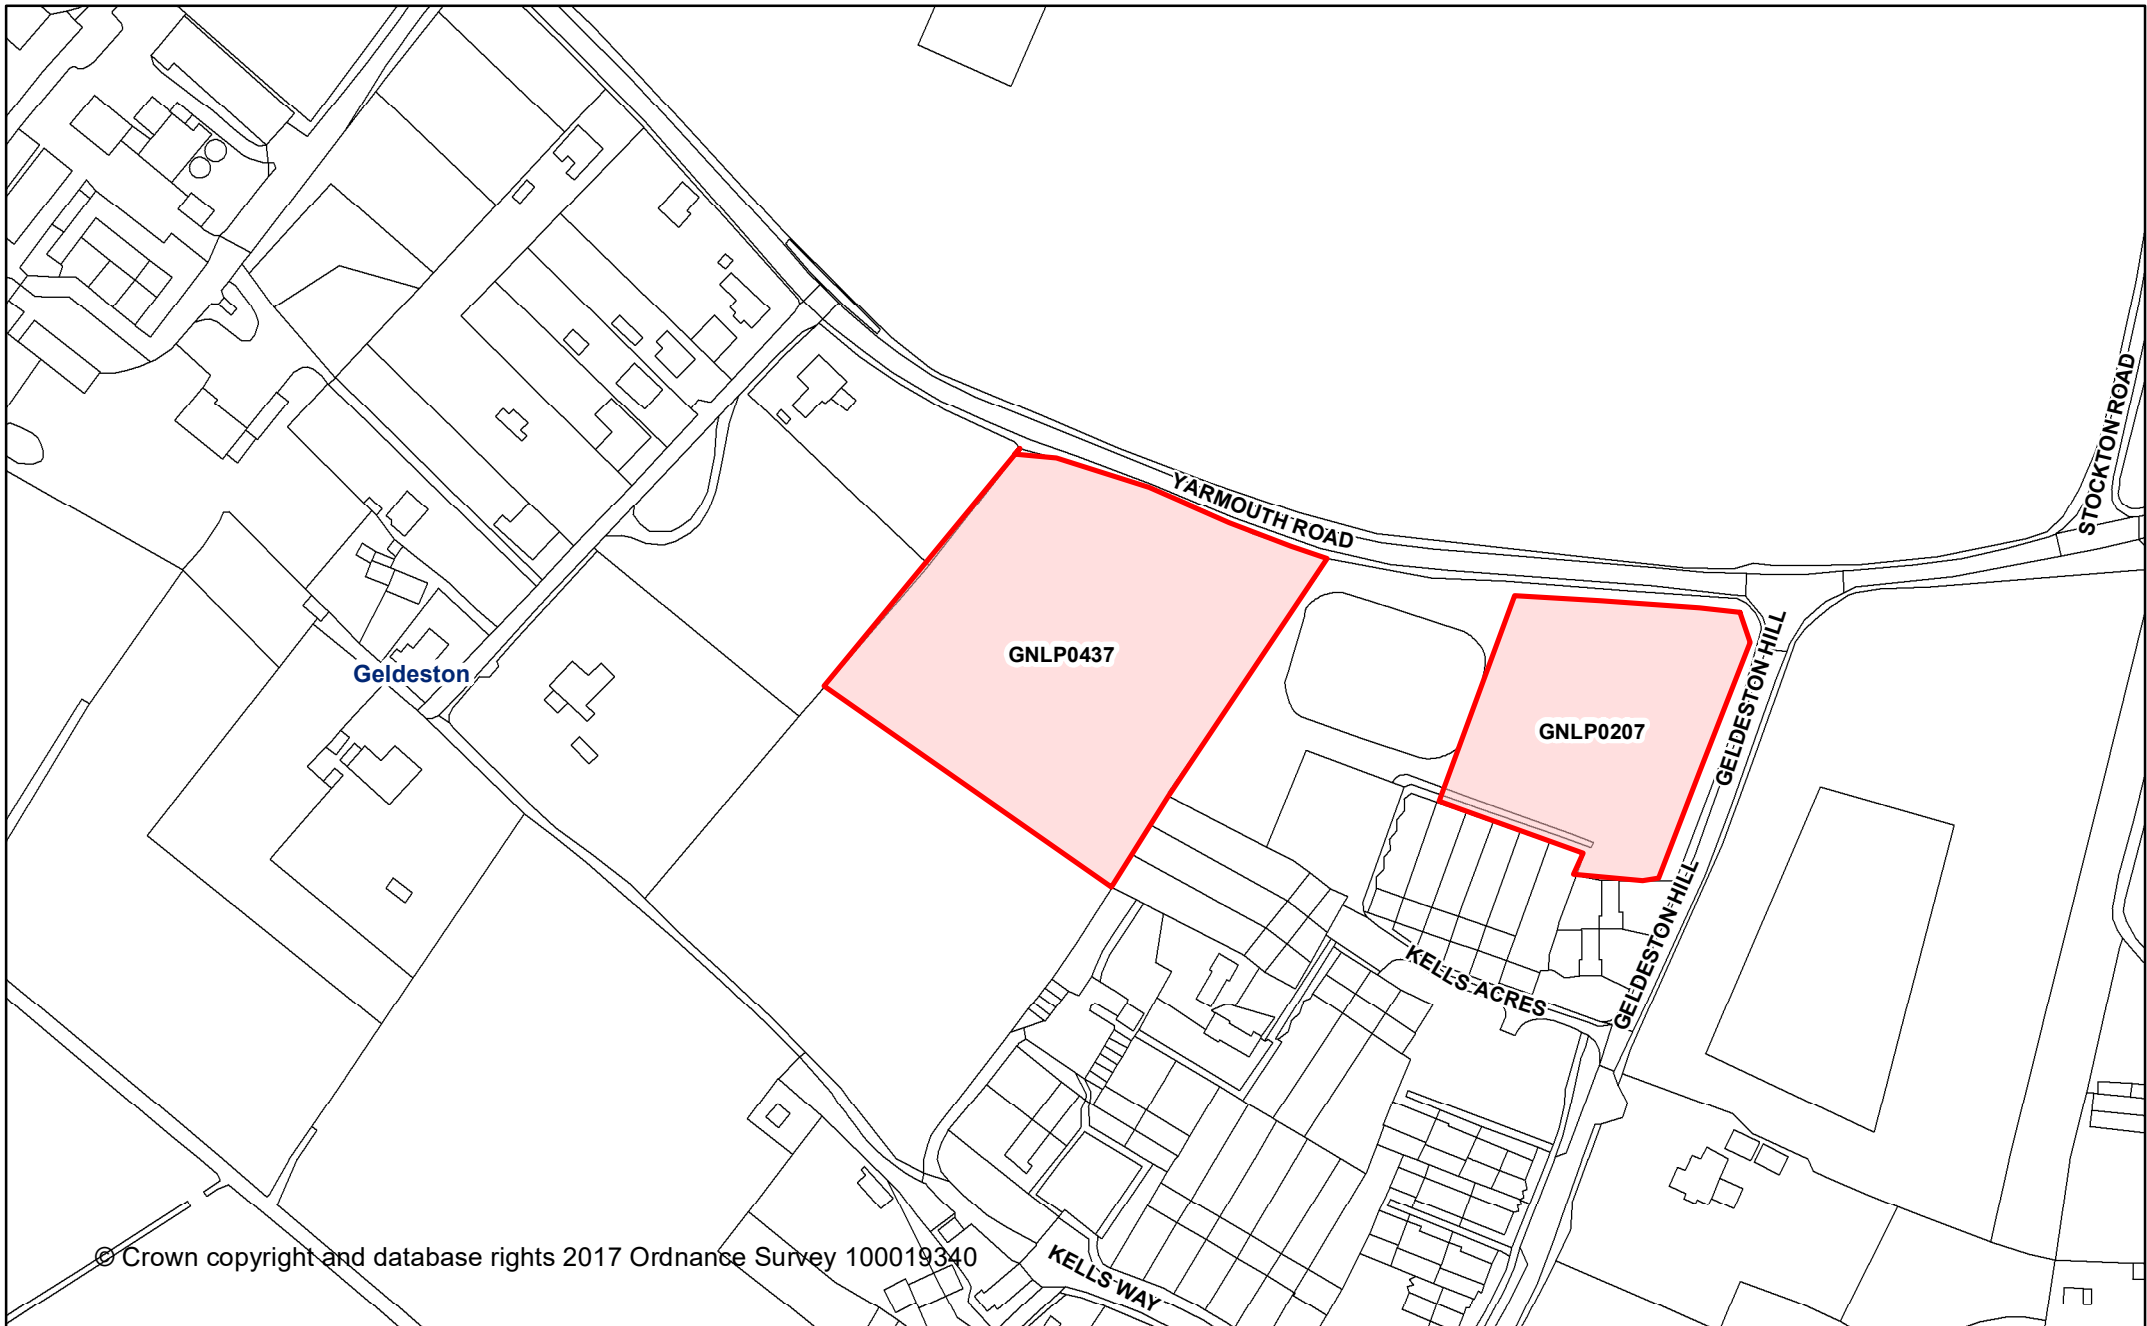 STOCKTON ROAD
YARMOUTH ROAD
GNLP0437
Geldeston
GNLP0207
GELDESTON HILL
GELDESTON HILL
KELLS ACRES
© Crown copyright and database rights 2017 Ordnance Survey 100019340
KELLS WAY